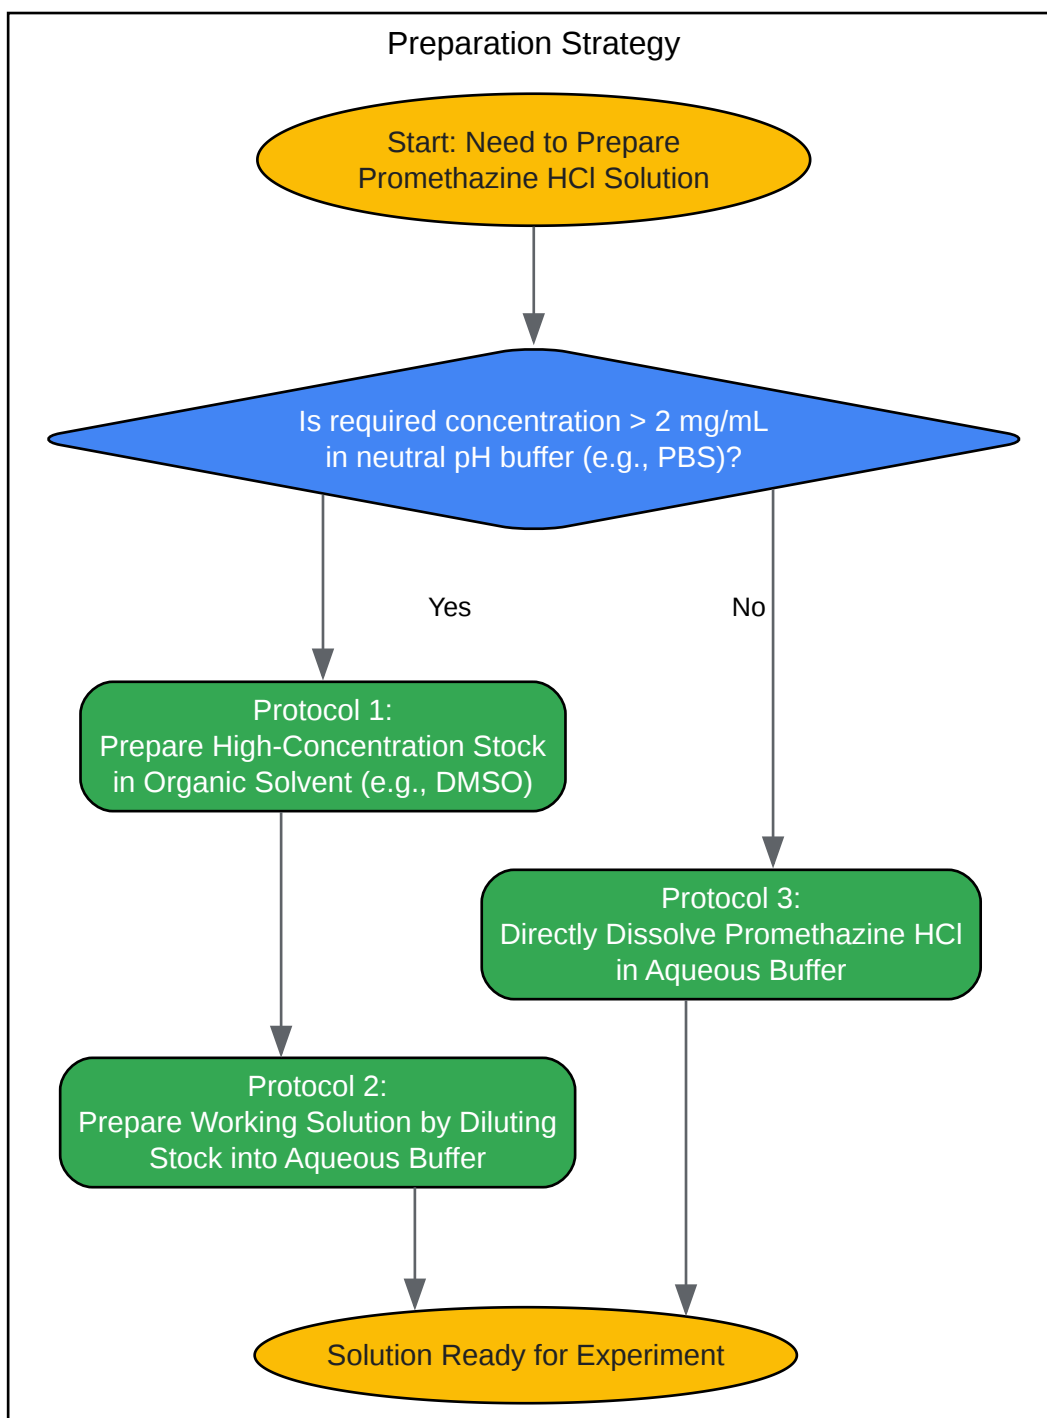 Preparation Strategy
Start: Need to Prepare
Promethazine HCl Solution
Is required concentration > 2 mg/mL
in neutral pH buffer (e.g., PBS)?
Yes
No
Protocol 1:
Prepare High-Concentration Stock
in Organic Solvent (e.g., DMSO)
Protocol 3:
Directly Dissolve Promethazine HCl
in Aqueous Buffer
Protocol 2:
Prepare Working Solution by Diluting
Stock into Aqueous Buffer
Solution Ready for Experiment